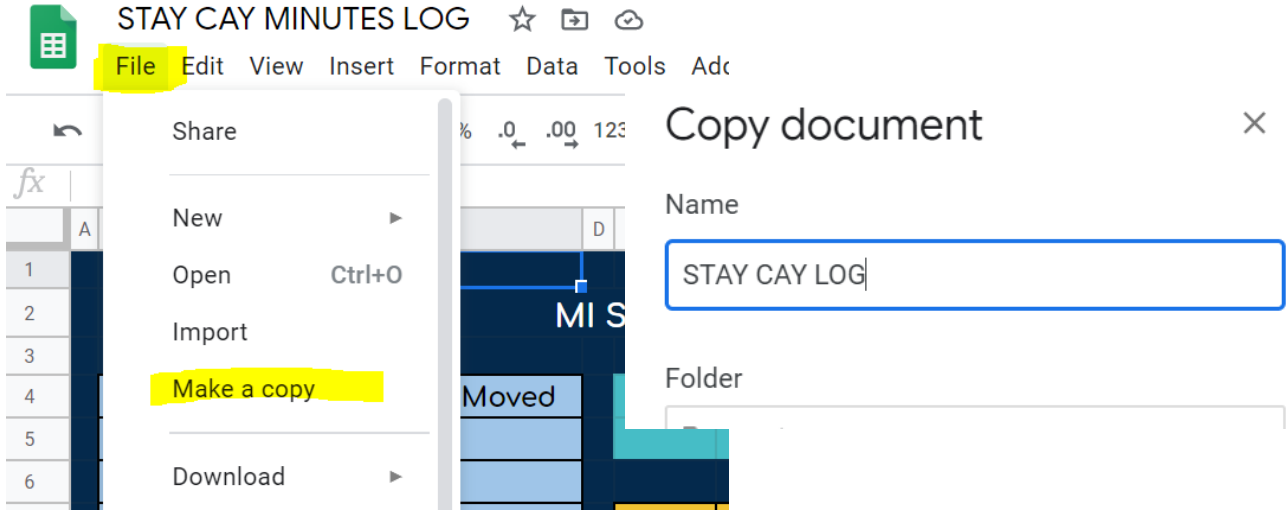 STAY CAY MINUTES LOG
File Edit View Insert Format Data Tools
% .0 .00 123
fx
A D
1
2 MI S
3
4 Moved
5
6
Share
New
Open Ctrl+O
Import
Make a copy
Download
Copy document
Name
STAY CAY LOG
Folder